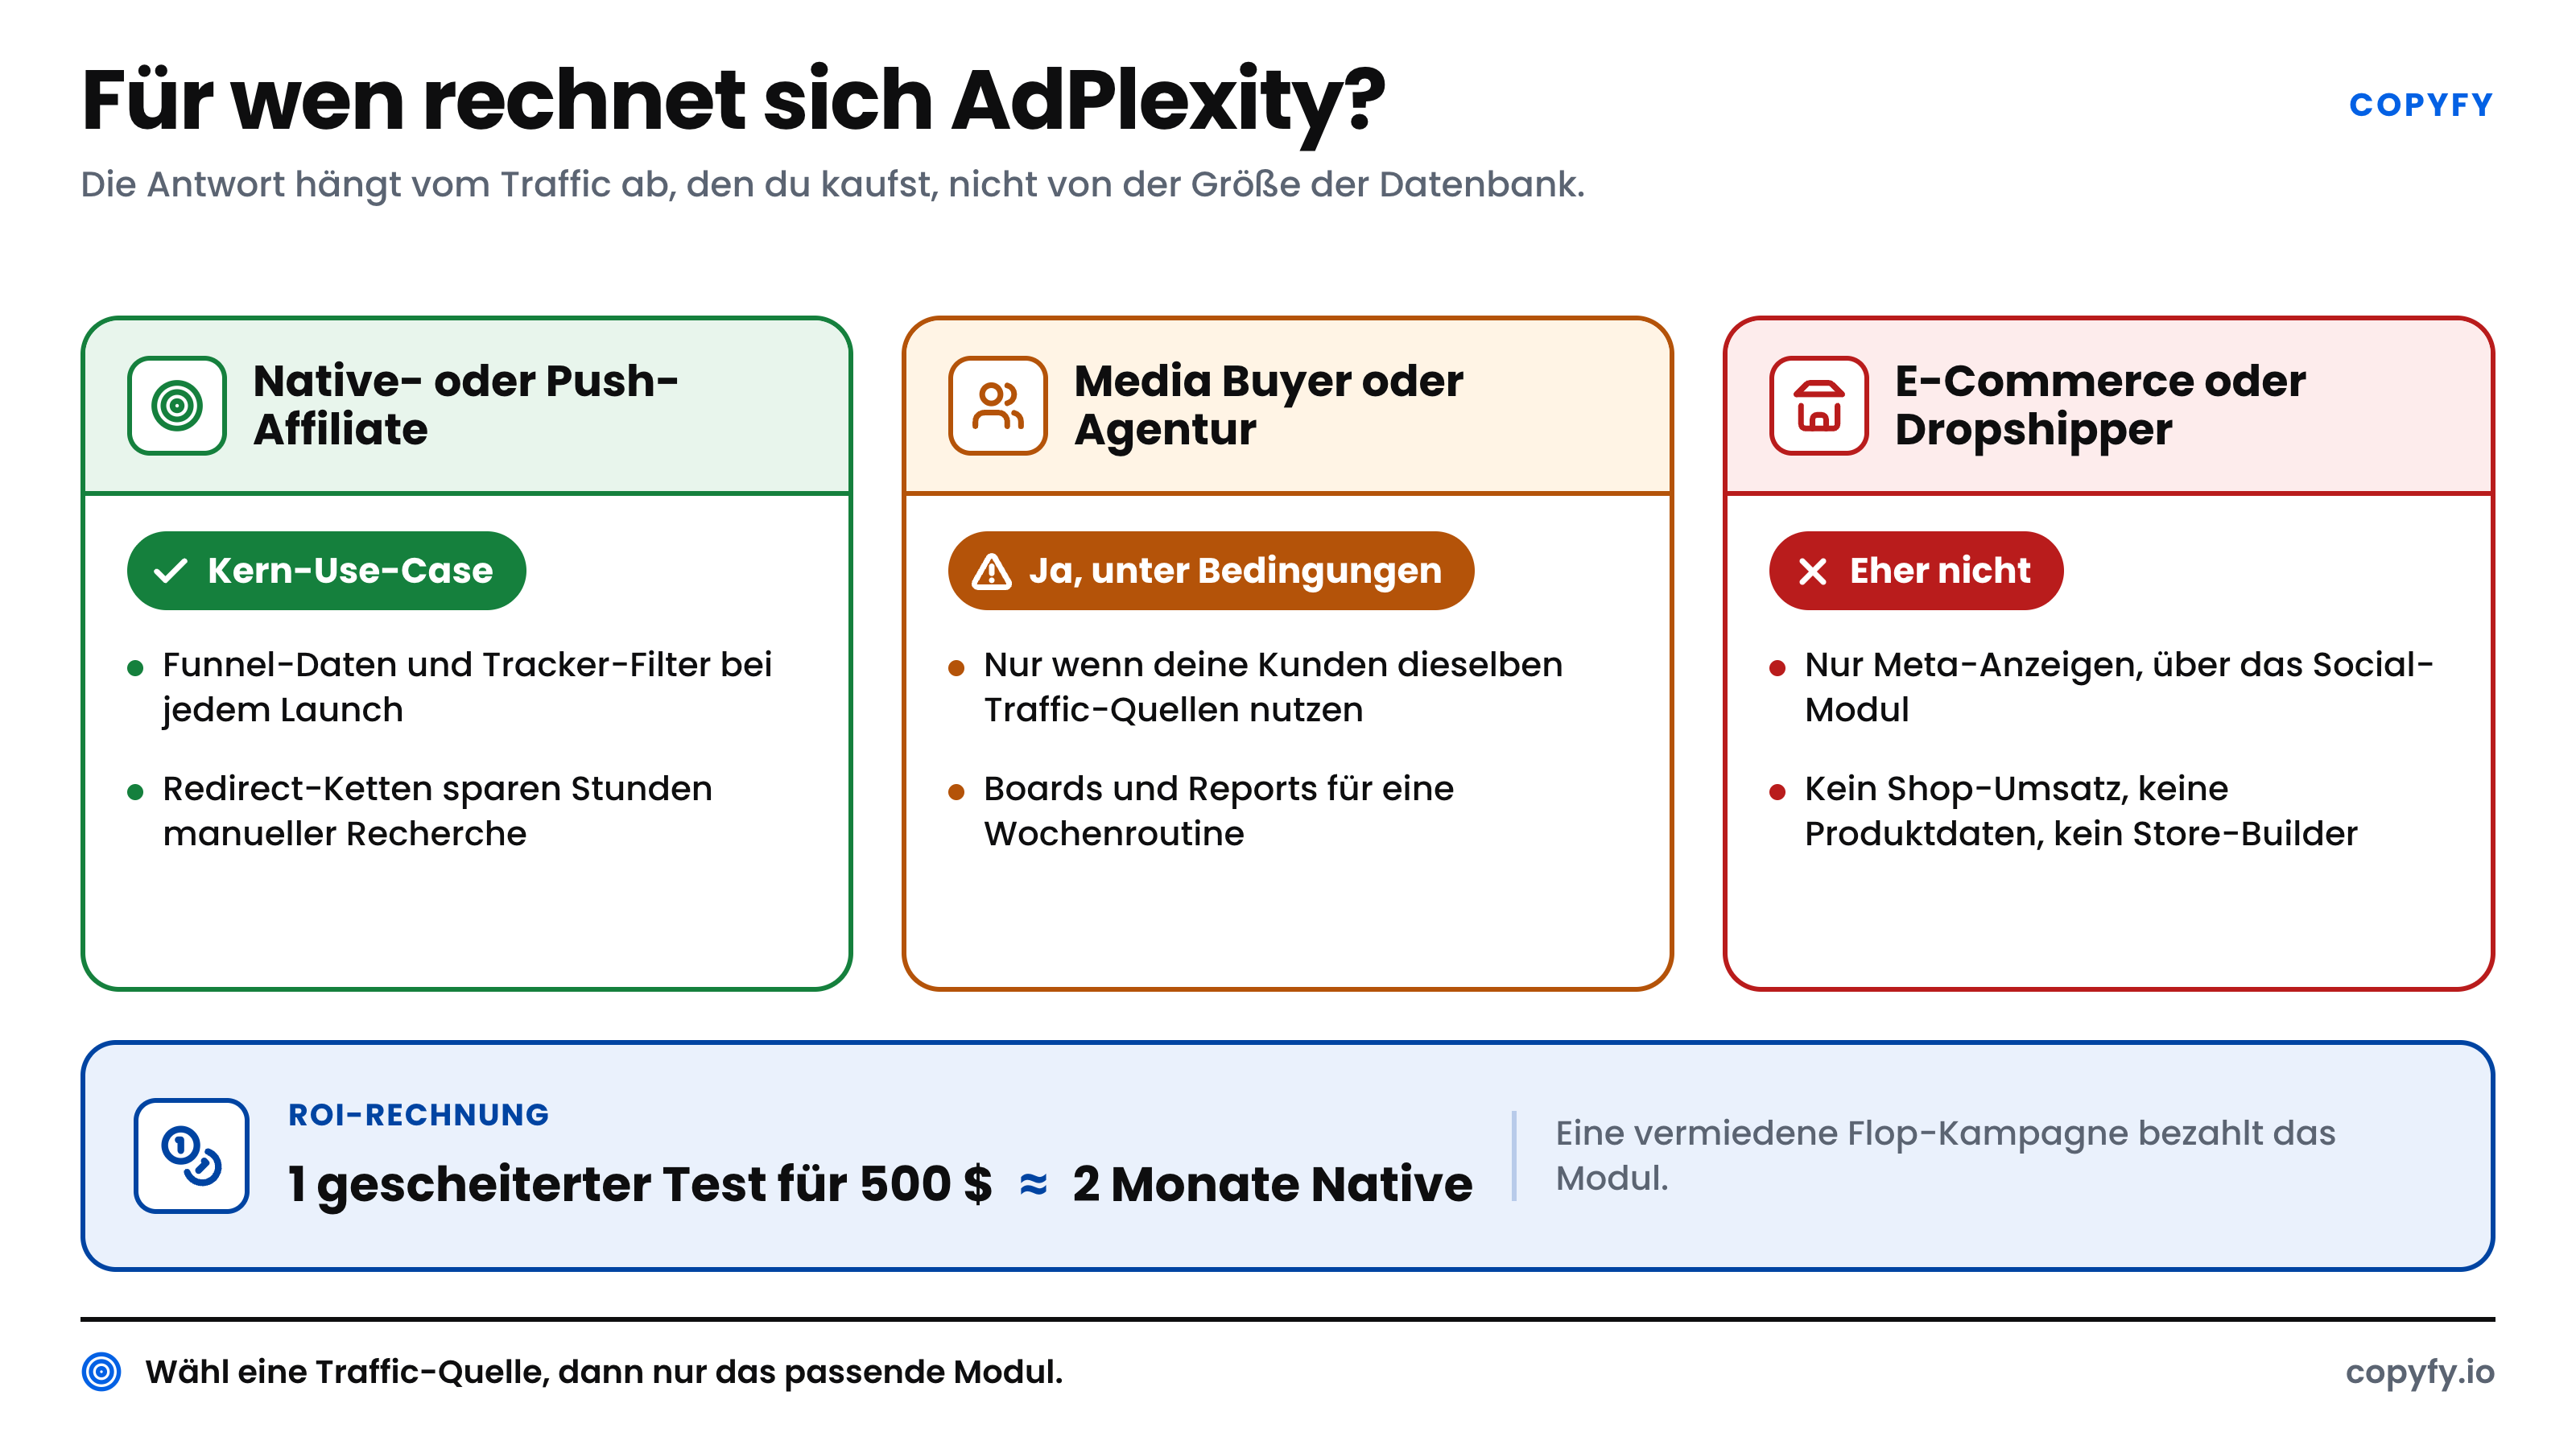 Für wen rechnet sich AdPlexity?
COPYFY
Die Antwort hängt vom Traffic ab, den du kaufst, nicht von der Größe der Datenbank.
Native- oder Push-
Affiliate
Kern-Use-Case
Funnel-Daten und Tracker-Filter bei
jedem Launch
Redirect-Ketten sparen Stunden
manueller Recherche
Media Buyer oder
Agentur
Ja, unter Bedingungen
Nur wenn deine Kunden dieselben
Traffic-Quellen nutzen
Boards und Reports für eine
Wochenroutine
E-Commerce oder
Dropshipper
Eher nicht
Nur Meta-Anzeigen, über das Social-
Modul
Kein Shop-Umsatz, keine
Produktdaten, kein Store-Builder
ROI-RECHNUNG
1 gescheiterter Test für 500 $ ≈ 2 Monate Native
Eine vermiedene Flop-Kampagne bezahlt das
Modul.
Wähl eine Traffic-Quelle, dann nur das passende Modul.
copyfy.io